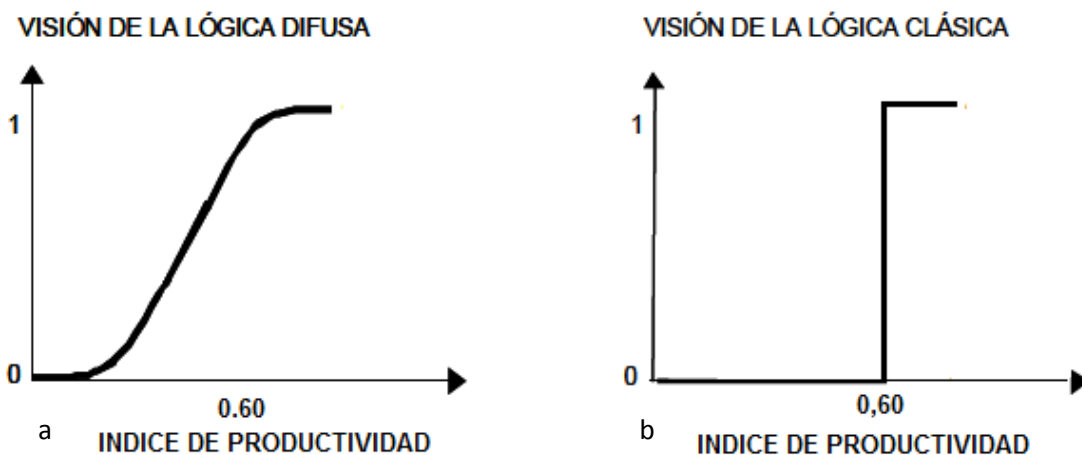 VISIÓN DE LA LÓGICA DIFUSA
1
0
0.60
a
INDICE DE PRODUCTIVIDAD
VISIÓN DE LA LÓGICA CLÁSICA
1
0
0,60
b
INDICE DE PRODUCTIVIDAD